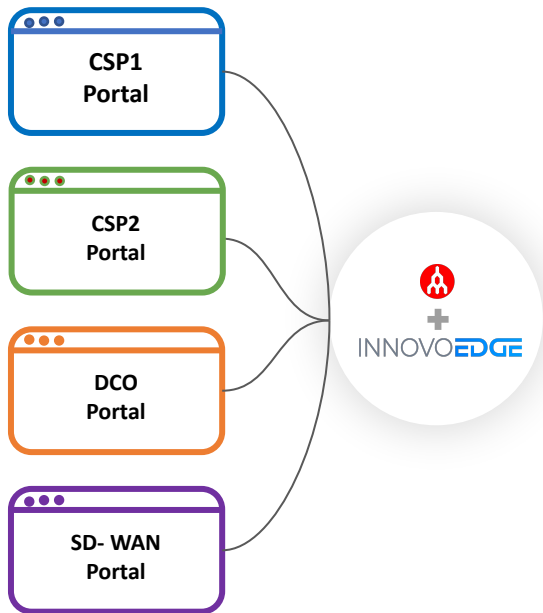 CSP1
Portal
CSP2
Portal
DCO
Portal
SD- WAN
Portal
+
INNOVOEDGE